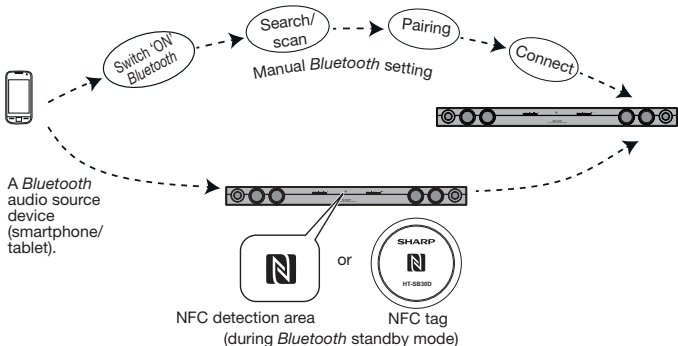 Switch 'ON'
Bluetooth
Search/
scan
Pairing
Connect
Manual Bluetooth setting
A Bluetooth
audio source
device
(smartphone/
tablet).
or
SHARP
HT-SB30D
NFC detection area
NFC tag
(during Bluetooth standby mode)